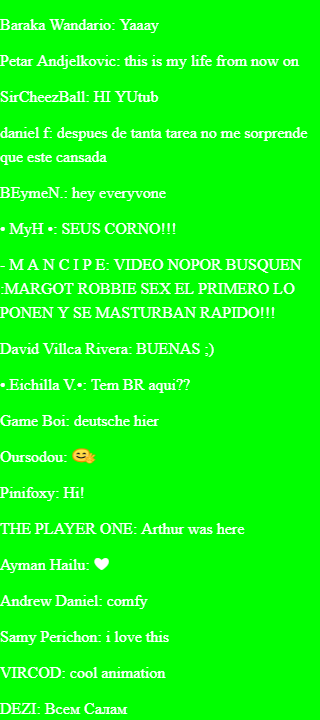 Baraka Wandario: Yaaay
Petar Andjelkovic: this is my life from now on
SirCheezBall: HI YUtub
daniel f: despues de tanta tarea no me sorprende
que este cansada
BEymeN.: hey everyvone
• MyH •: SEUS CORNO!!!
- M A N C I P E: VIDEO NOPOR BUSQUEN
:MARGOT ROBBIE SEX EL PRIMERO LO
PONEN Y SE MASTURBAN RAPIDO!!!
David Villca Rivera: BUENAS ;)
•.Eichilla V.•: Tem BR aqui??
Game Boi: deutsche hier
Oursodou: 🤗
Pinifoxy: Hi!
THE PLAYER ONE: Arthur was here
Ayman Hailu: 🤍
Andrew Daniel: comfy
Samy Perichon: i love this
VIRCOD: cool animation
DEZI: Всем Салам